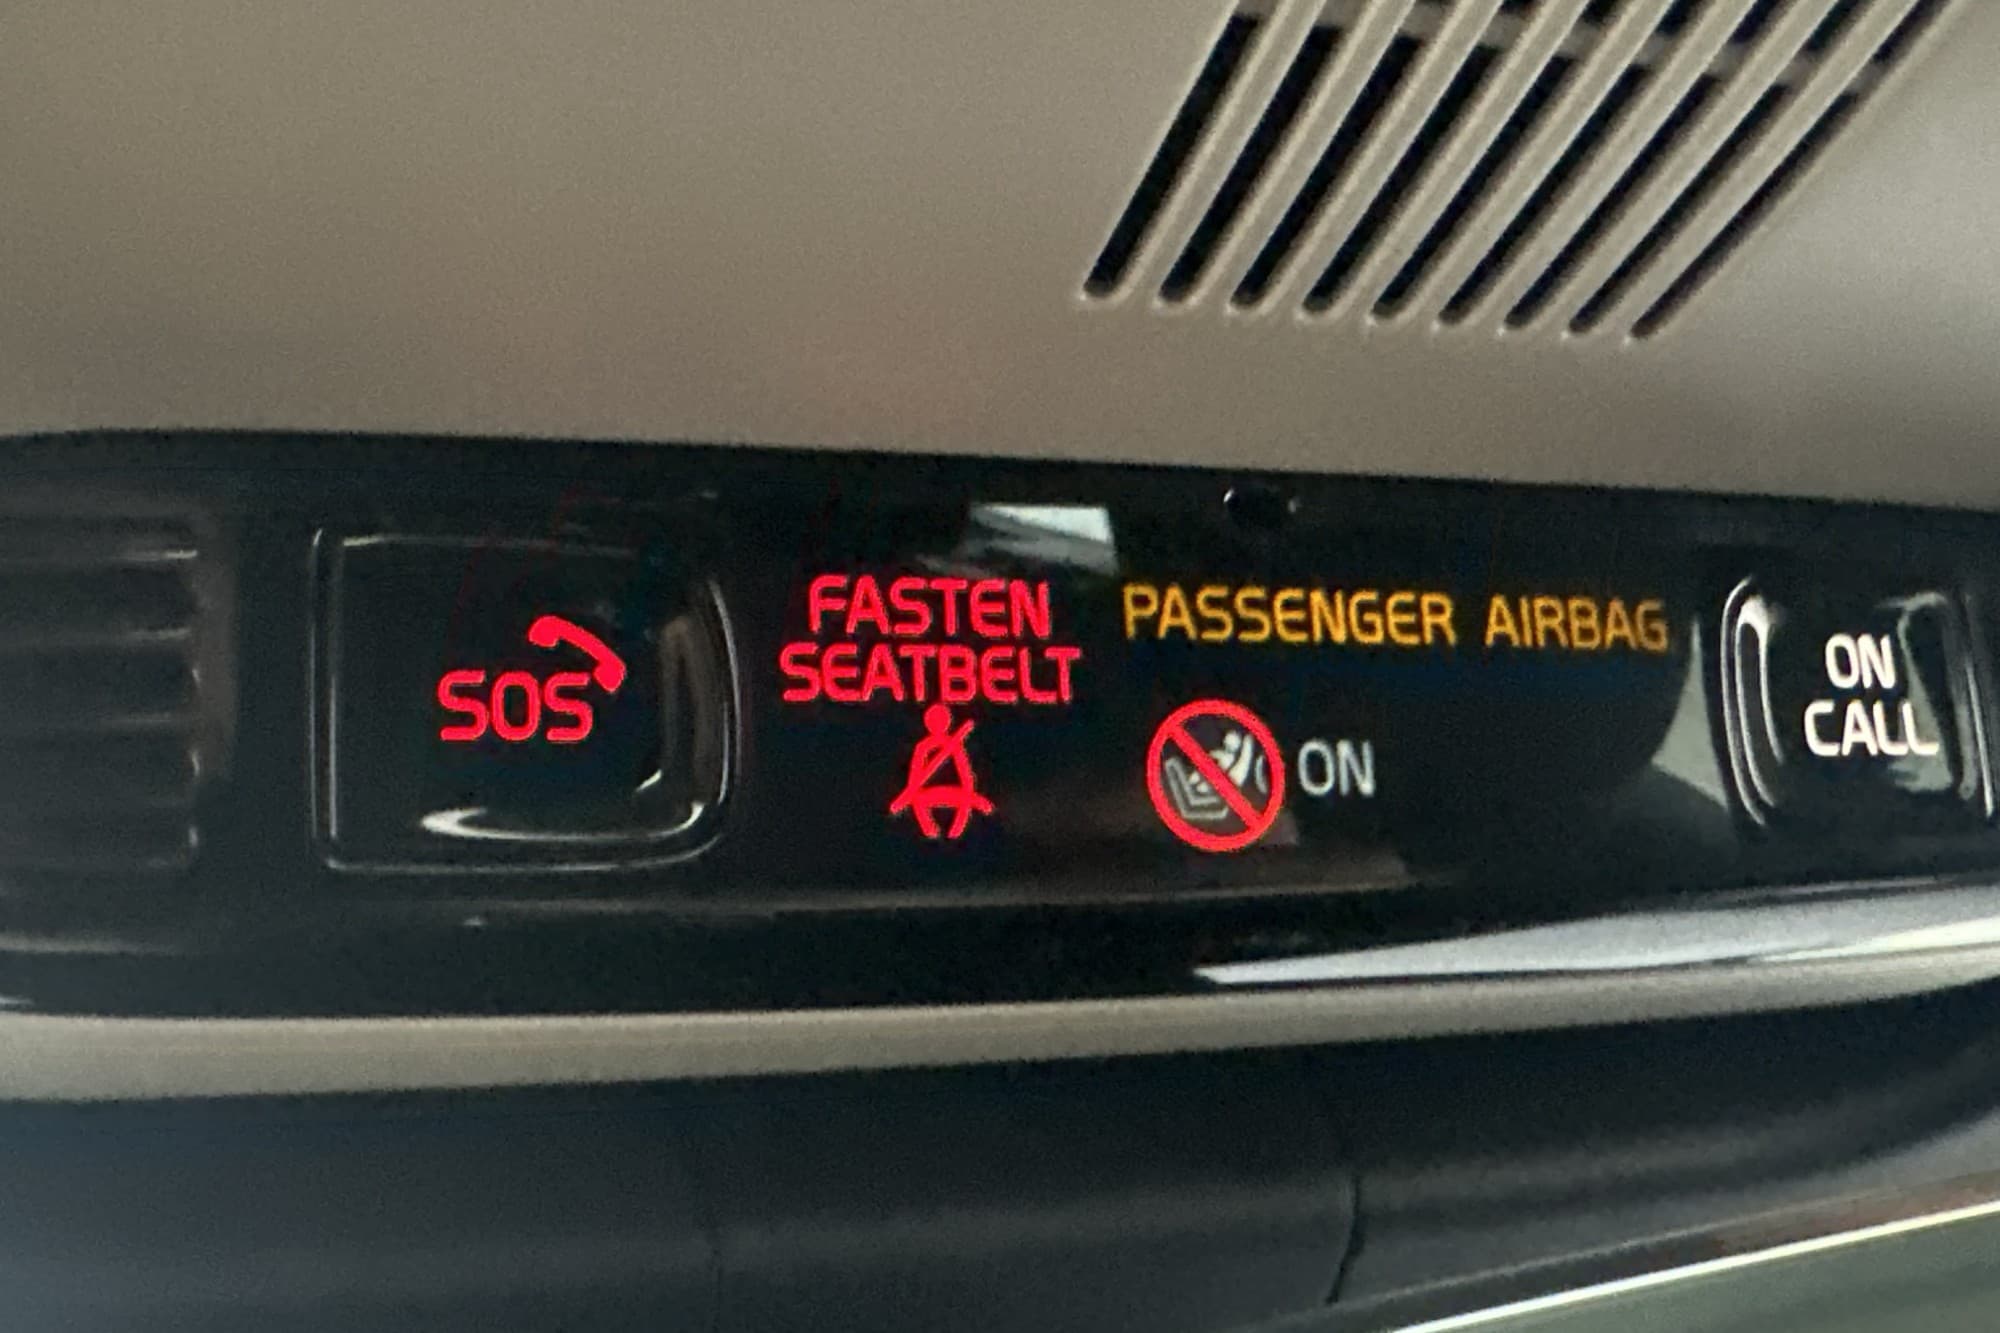 SOS
FASTEN
SEATBELT
PASSENGER AIRBAG
ON
ON
CALL